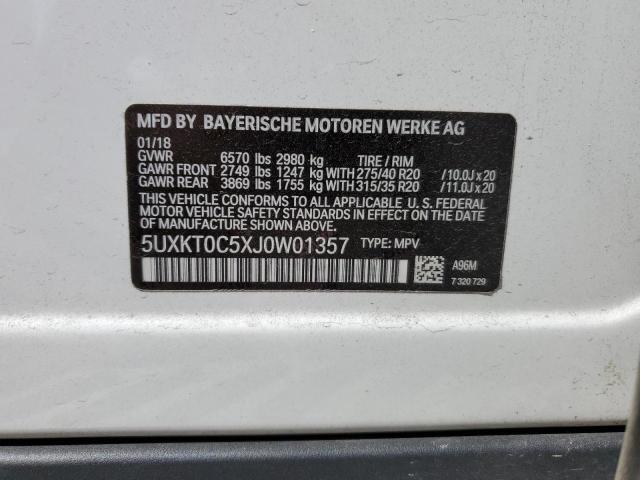 MFD BY BAYERISCHE MOTOREN WERKE AG
01/18
GVWR 6570 lbs 2980 kg TIRE / RIM
GAWR FRONT 2749 lbs 1247 kg WITH 275/40 R20 /10.0J x 20
GAWR REAR 3869 lbs 1755 kg WITH 315/35 R20 /11.0J x 20
THIS VEHICLE CONFORMS TO ALL APPLICABLE U.S. FEDERAL
MOTOR VEHICLE SAFETY STANDARDS IN EFFECT ON THE DATE
OF MANUFACTURE SHOWN ABOVE.
5UXKT0C5XJ0W01357 TYPE: MPV
A96M
7 320 729